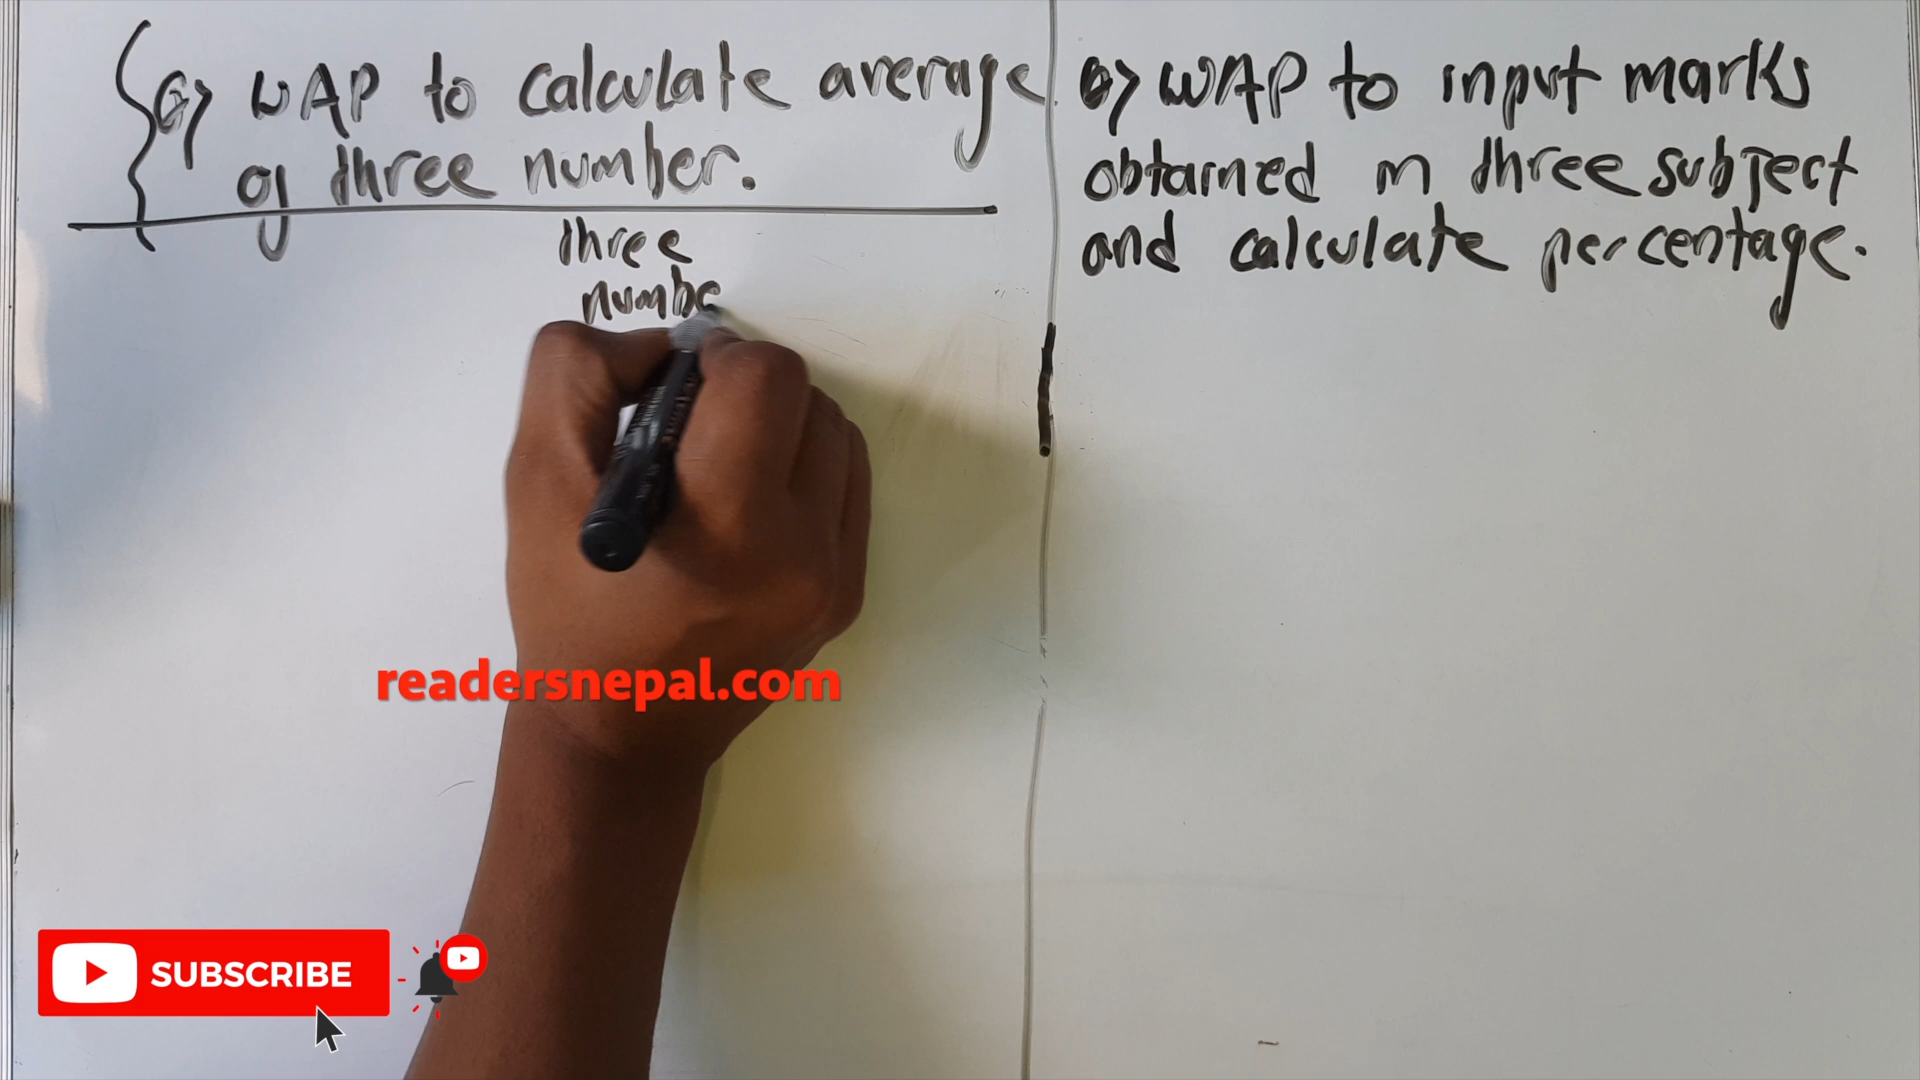 Q> WAP to calculate average
of three number.
three
numbe
Q> WAP to input marks
obtained in three subject
and calculate percentage.
readersnepal.com
SUBSCRIBE